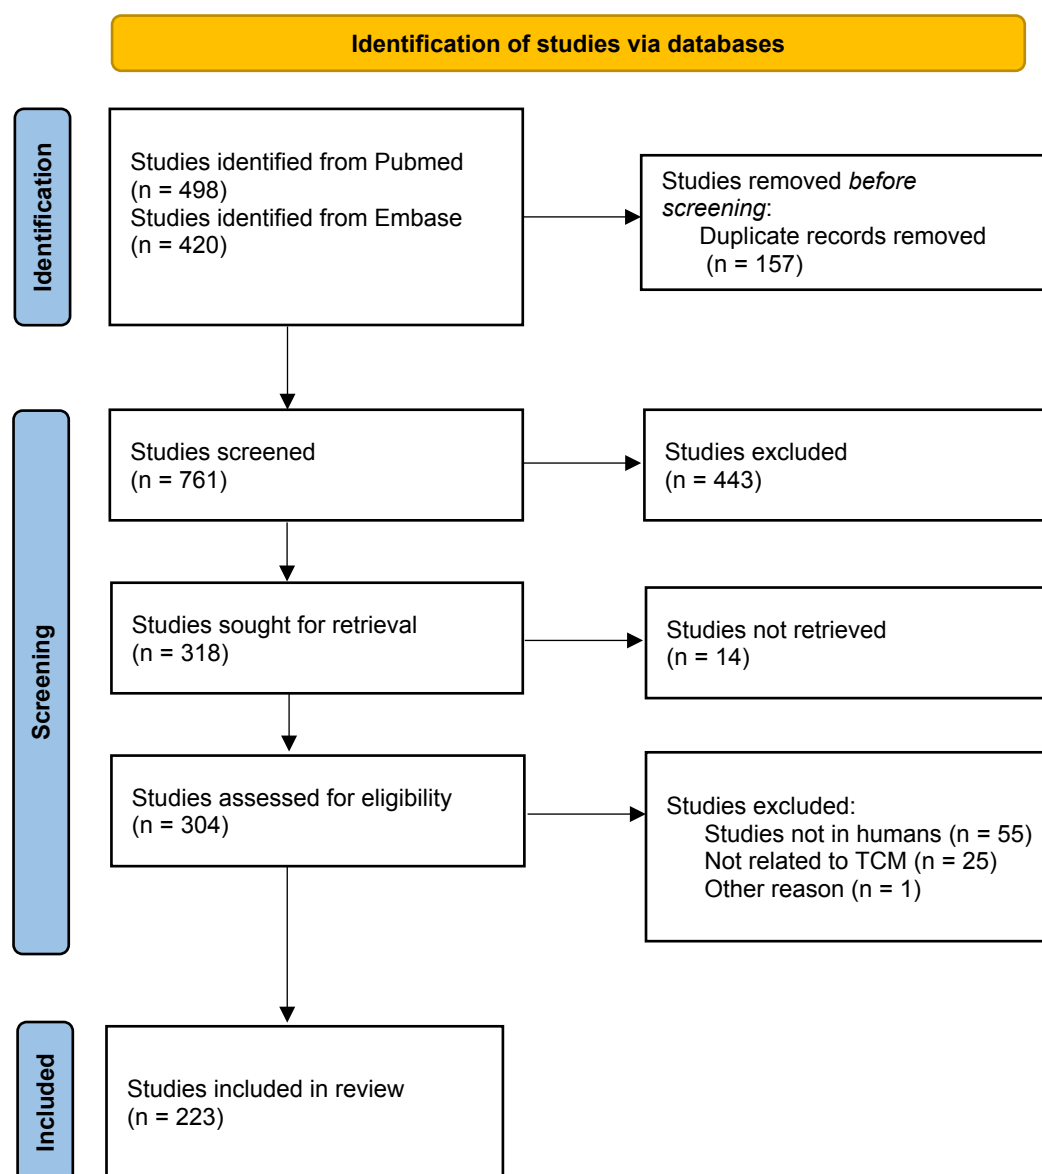 Identification of studies via databases
Identification
Studies identified from Pubmed
(n = 498)
Studies identified from Embase
(n = 420)
Studies removed before
screening:
Duplicate records removed
(n = 157)
Screening
Studies screened
(n = 761)
Studies excluded
(n = 443)
Studies sought for retrieval
(n = 318)
Studies not retrieved
(n = 14)
Studies assessed for eligibility
(n = 304)
Studies excluded:
Studies not in humans (n = 55)
Not related to TCM (n = 25)
Other reason (n = 1)
Included
Studies included in review
(n = 223)